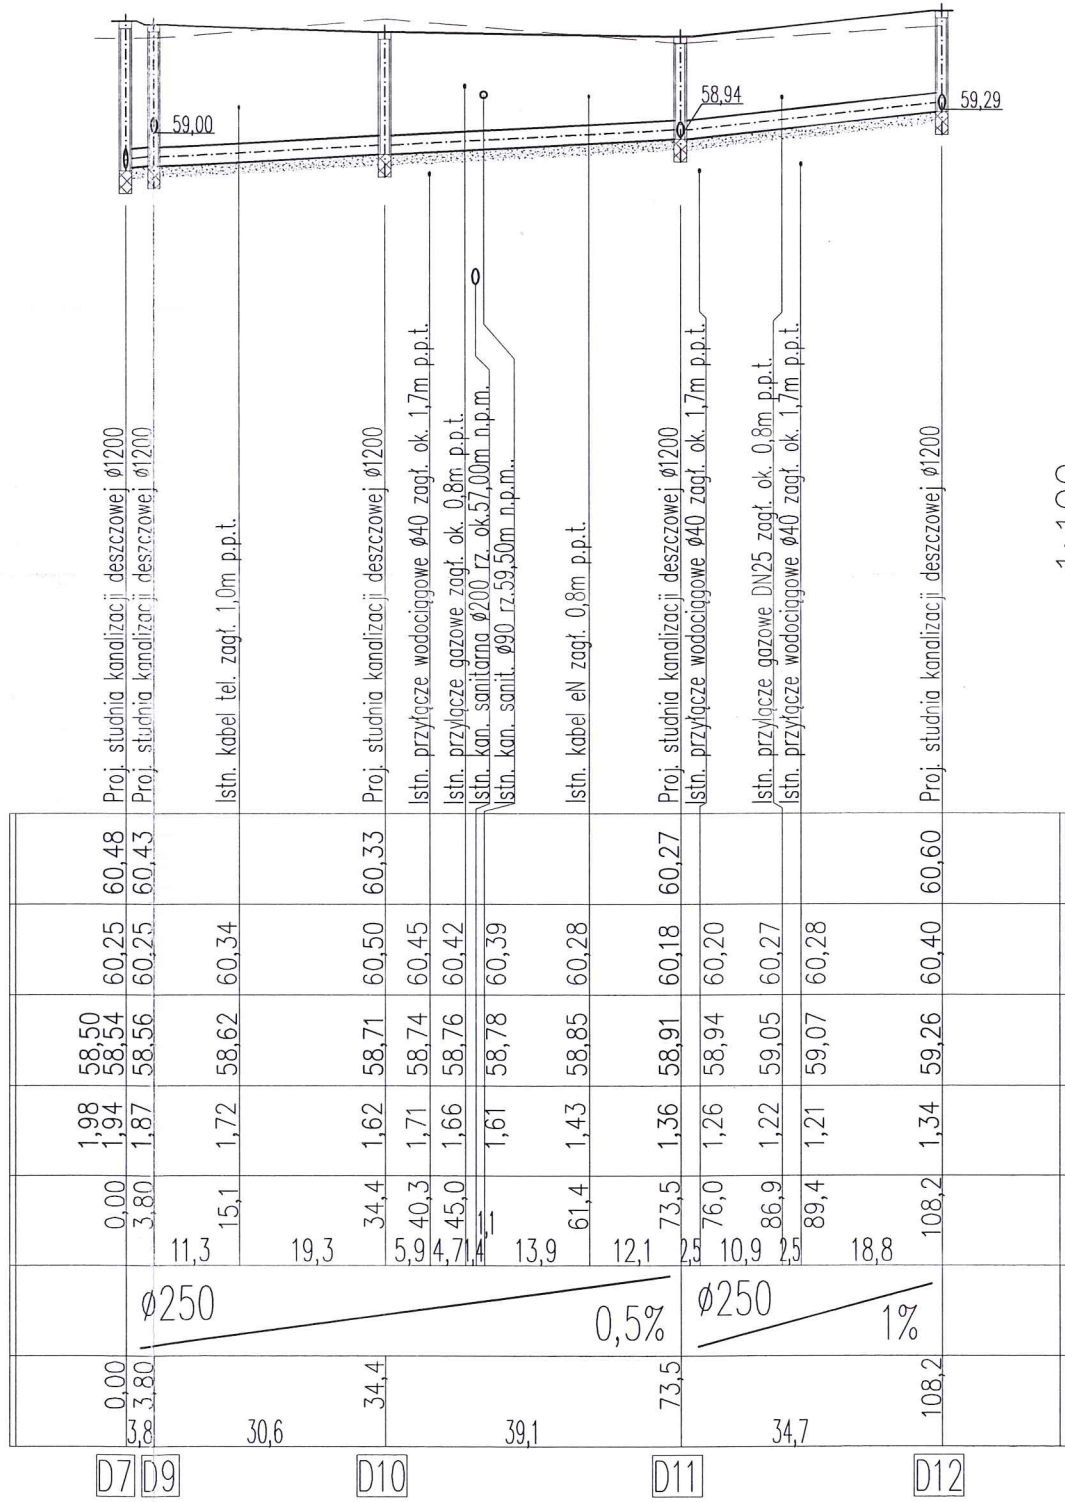 59,00
58,94
59,29
Proj. studnia kanalizacji deszczowej ø1200
Proj. studnia kanalizacji deszczowej ø1200
Istn. kabel tel. zagł. 1,0m p.p.t.
Proj. studnia kanalizacji deszczowej ø1200
Istn. przyłącze wodociągowe ø40 zagł. ok. 1,7m p.p.t.
Istn. przyłącze gazowe zagł. ok. 0,8m p.p.t.
Istn. kan. sanitarna ø200 rz. ok.57,00m n.p.m.
Istn. kan. sanit. ø90 rz.59,50m n.p.m..
Istn. kabel eN zagł. 0,8m p.p.t.
Proj. studnia kanalizacji deszczowej ø1200
Istn. przyłącze wodociągowe ø40 zagł. ok. 1,7m p.p.t.
Istn. przyłącze gazowe DN25 zagł. ok. 0,8m p.p.t.
Istn. przyłącze wodociągowe ø40 zagł. ok. 1,7m p.p.t.
Proj. studnia kanalizacji deszczowej ø1200
60,48 60,43 60,33 60,27 60,60
60,25 60,25 60,34 60,50 60,45 60,42 60,39 60,28 60,18 60,20 60,27 60,28 60,40
58,50 58,54 58,56 58,62 58,71 58,74 58,76 58,78 58,85 58,91 58,94 59,05 59,07 59,26
1,98 1,94 1,87 1,72 1,62 1,71 1,66 1,61 1,43 1,36 1,26 1,22 1,21 1,34
0,00 3,80 15,1 34,4 40,3 45,0 61,4 73,5 76,0 86,9 89,4 108,2
11,3 19,3 5,9 4,7 1,4 1,1 13,9 12,1 2,5 10,9 2,5 18,8
ø250 0,5% ø250 1%
0,00 3,80 34,4 73,5 108,2
3,8 30,6 39,1 34,7
D7 D9 D10 D11 D12